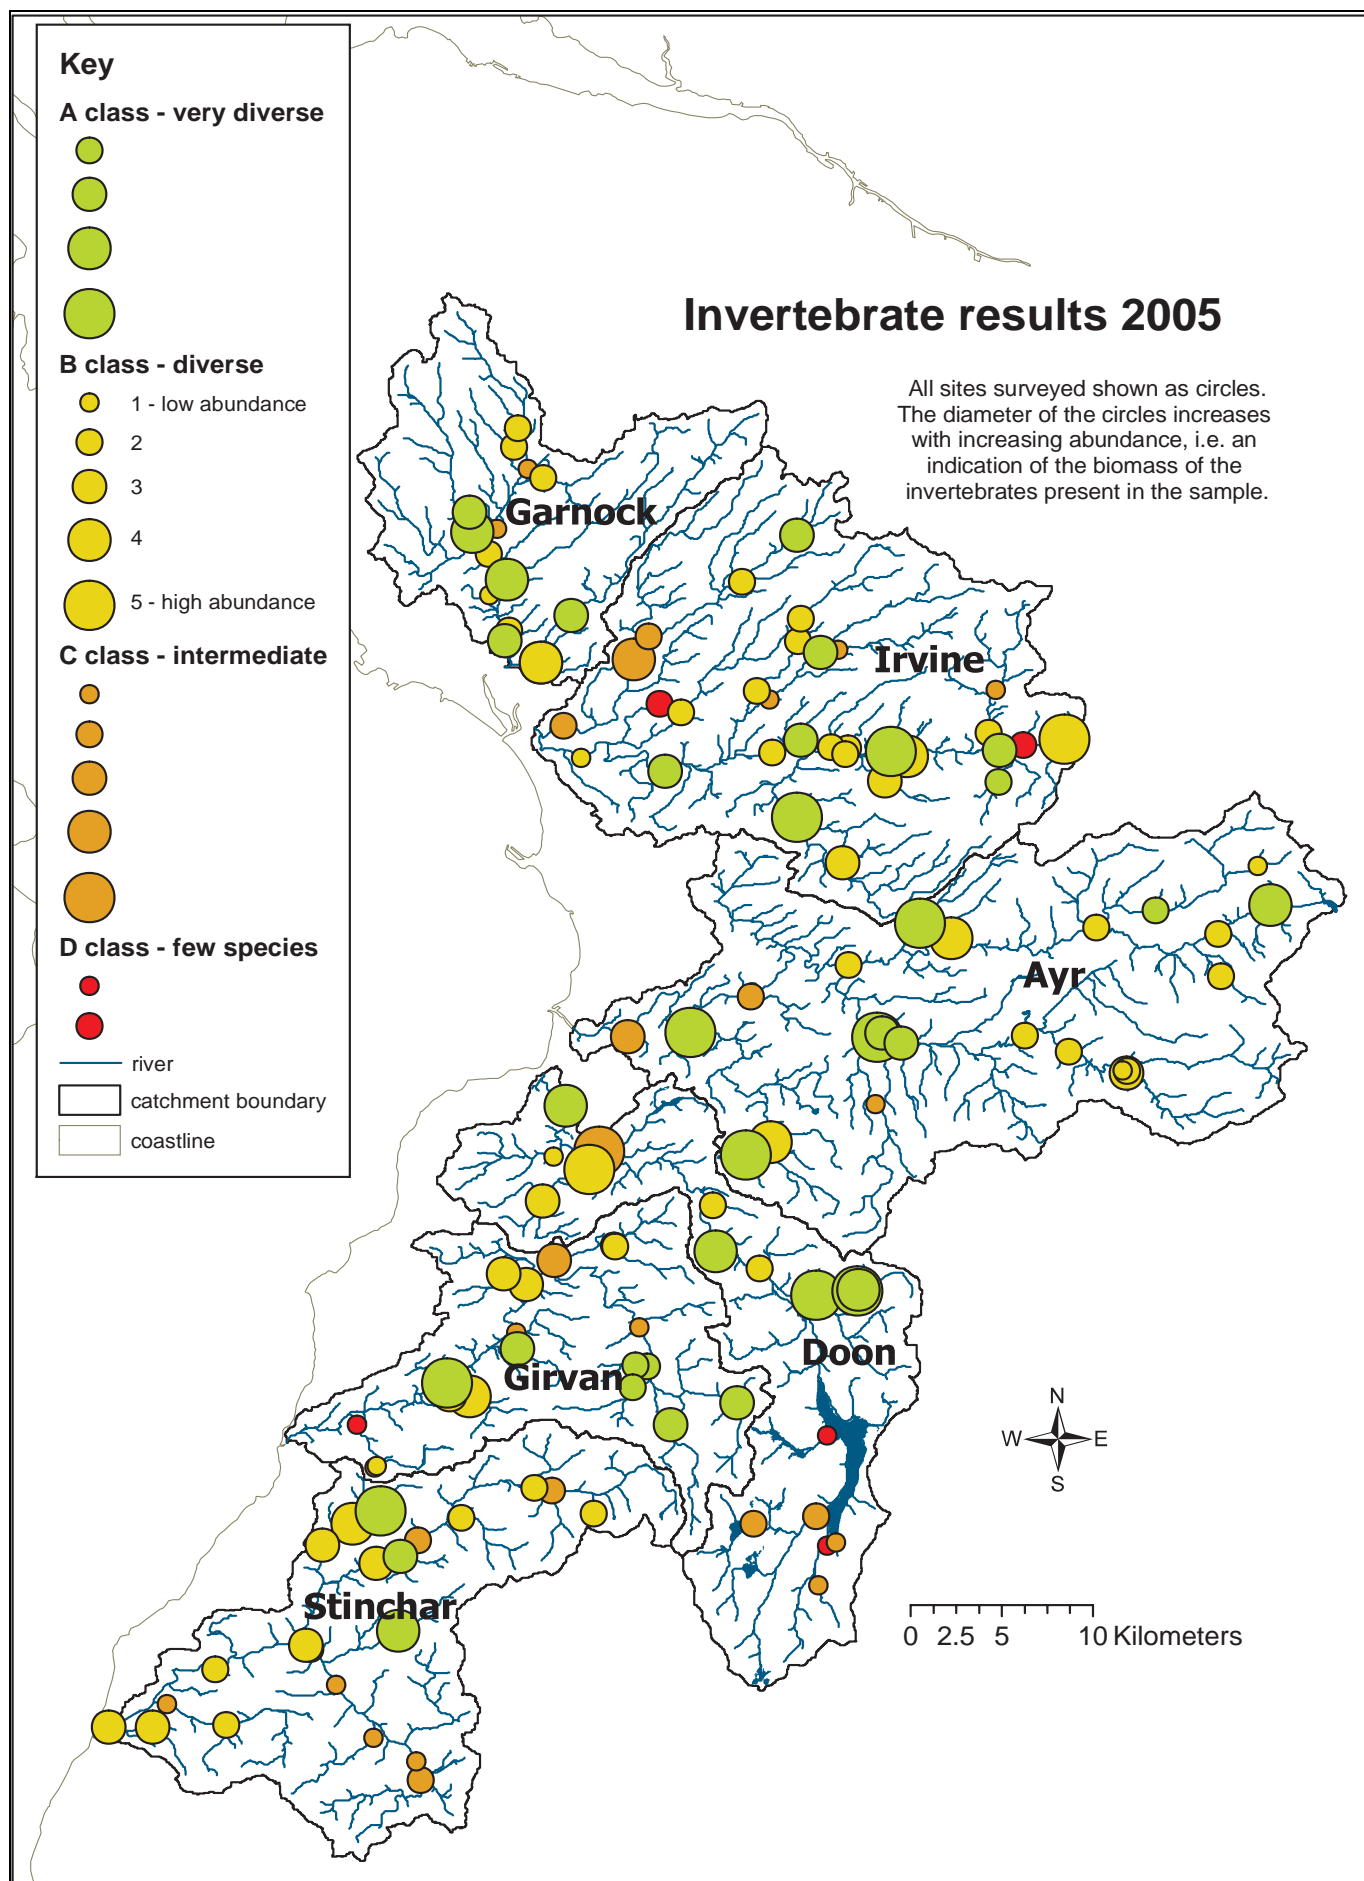 Key
A class - very diverse
B class - diverse
1 - low abundance
2
3
4
5 - high abundance
C class - intermediate
D class - few species
river
catchment boundary
coastline
Invertebrate results 2005
All sites surveyed shown as circles.
The diameter of the circles increases
with increasing abundance, i.e. an
indication of the biomass of the
invertebrates present in the sample.
Garnock
Irvine
Ayr
Doon
Girvan
Stinchar
N
W E
S
0 2.5 5 10 Kilometers